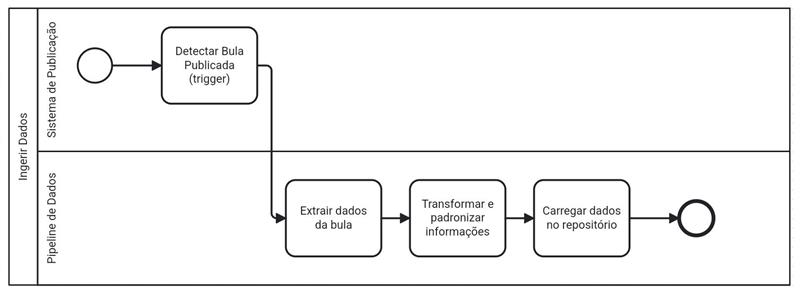 Ingerir Dados
Sistema de Publicação
Detectar Bula
Publicada
(trigger)
Pipeline de Dados
Extrair dados
da bula
Transformar e
padronizar
informações
Carregar dados
no repositório